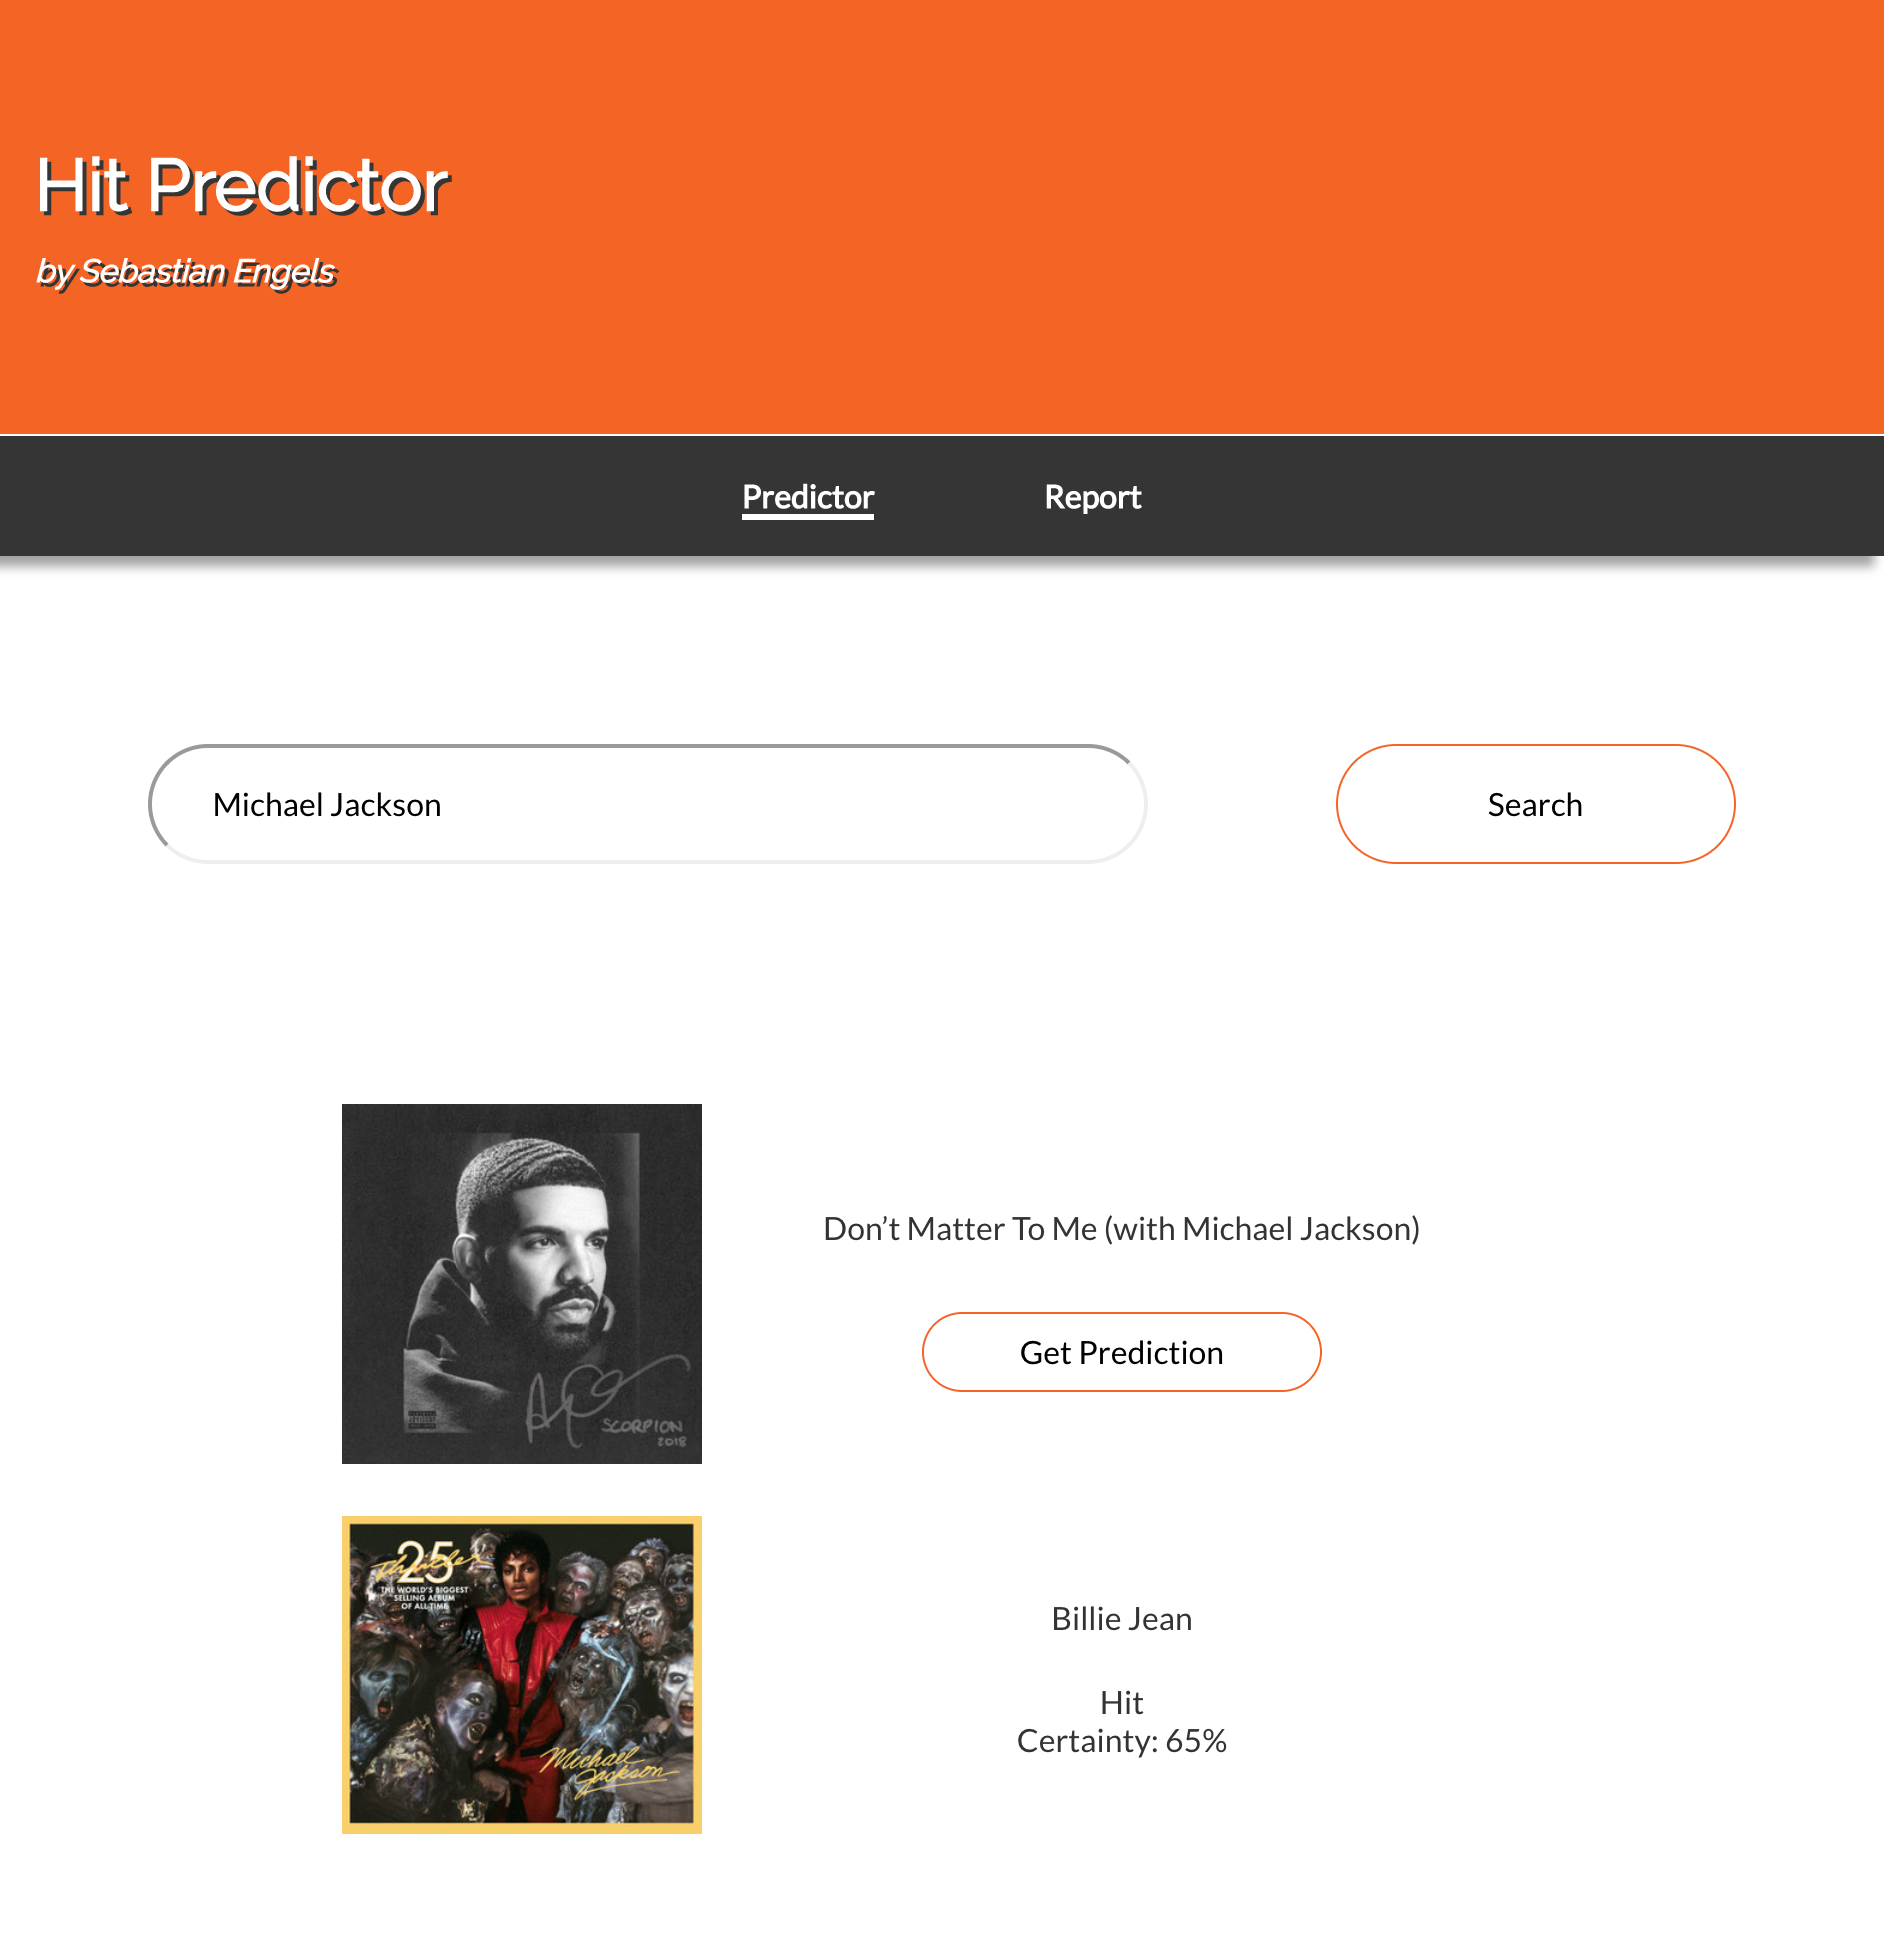 Hit Predictor
by Sebastian Engels
Predictor
Report
Michael Jackson
Search
Don’t Matter To Me (with Michael Jackson)
Get Prediction
SCORPION
2018
25
Thriller
THE WORLD'S BIGGEST
SELLING ALBUM
OF ALL TIME
Michael
Jackson
Billie Jean
Hit
Certainty: 65%